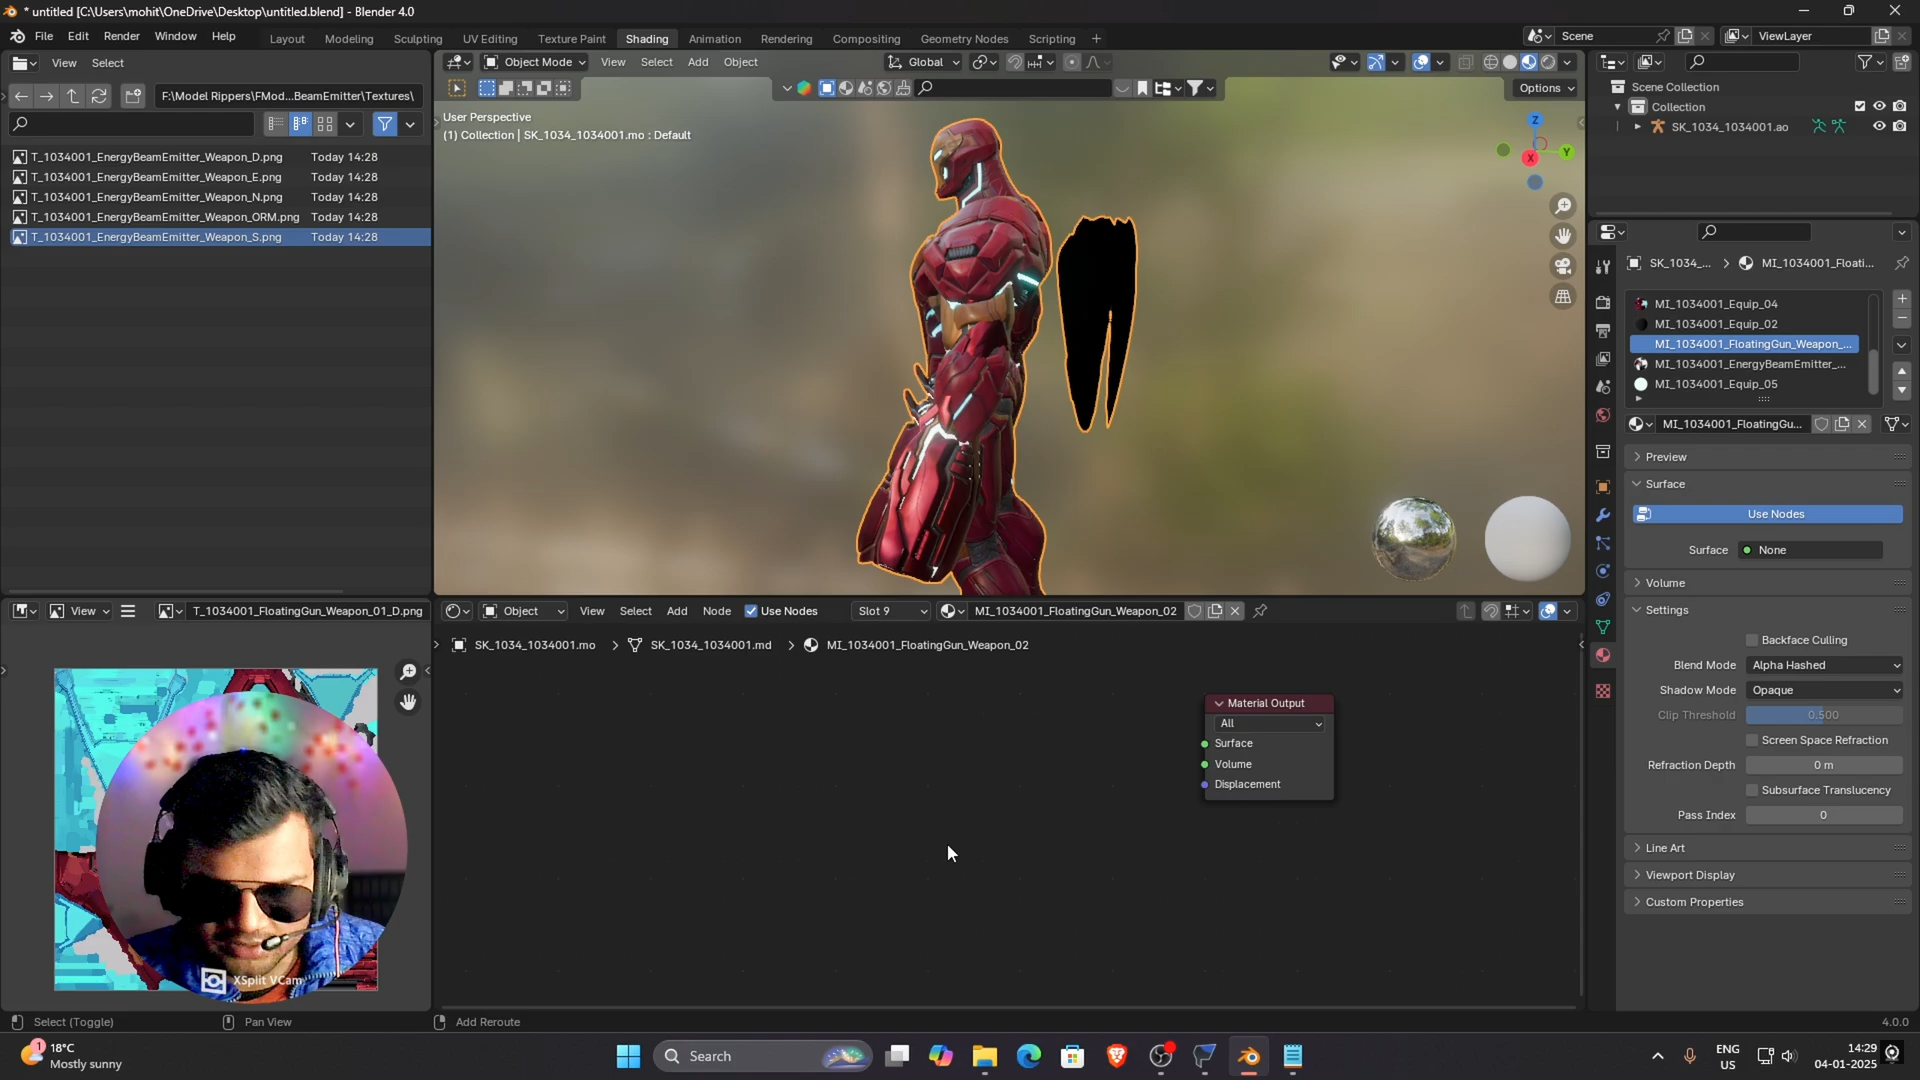 * untitled [C:\Users\mohit\OneDrive\Desktop\untitled.blend] - Blender 4.0
File Edit Render Window Help
Layout Modeling Sculpting UV Editing Texture Paint Shading Animation Rendering Compositing Geometry Nodes Scripting +
Scene
ViewLayer
View Select
F:\Model Rippers\FMod...BeamEmitter\Textures\
T_1034001_EnergyBeamEmitter_Weapon_D.png Today 14:28
T_1034001_EnergyBeamEmitter_Weapon_E.png Today 14:28
T_1034001_EnergyBeamEmitter_Weapon_N.png Today 14:28
T_1034001_EnergyBeamEmitter_Weapon_ORM.png Today 14:28
T_1034001_EnergyBeamEmitter_Weapon_S.png Today 14:28
Object Mode View Select Add Object Global
Options
User Perspective
(1) Collection | SK_1034_1034001.mo : Default
Z
Y
X
Scene Collection
Collection
SK_1034_1034001.ao
SK_1034_... > MI_1034001_Floati...
MI_1034001_Equip_04
MI_1034001_Equip_02
MI_1034001_FloatingGun_Weapon_...
MI_1034001_EnergyBeamEmitter_...
MI_1034001_Equip_05
MI_1034001_FloatingGu...
Preview
Surface
Use Nodes
Surface None
Volume
Settings
Backface Culling
Blend Mode Alpha Hashed
Shadow Mode Opaque
Clip Threshold 0.500
Screen Space Refraction
Refraction Depth 0 m
Subsurface Translucency
Pass Index 0
Line Art
Viewport Display
Custom Properties
View T_1034001_FloatingGun_Weapon_01_D.png
XSplit VCam
Object View Select Add Node Use Nodes Slot 9 MI_1034001_FloatingGun_Weapon_02
SK_1034_1034001.mo > SK_1034_1034001.md > MI_1034001_FloatingGun_Weapon_02
Material Output
All
Surface
Volume
Displacement
Select (Toggle) Pan View Add Reroute 4.0.0
1
18°C
Mostly sunny
Search
ENG
US
14:29
04-01-2025